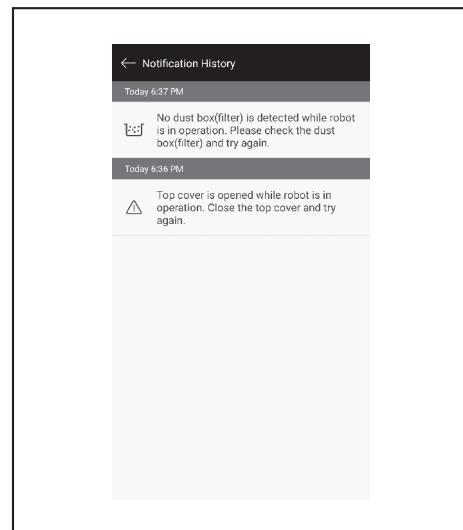 Notification History
Today 6:37 PM
No dust box(filter) is detected while robot
is in operation. Please check the dust
box(filter) and try again.
Today 6:36 PM
Top cover is opened while robot is in
operation. Close the top cover and try
again.